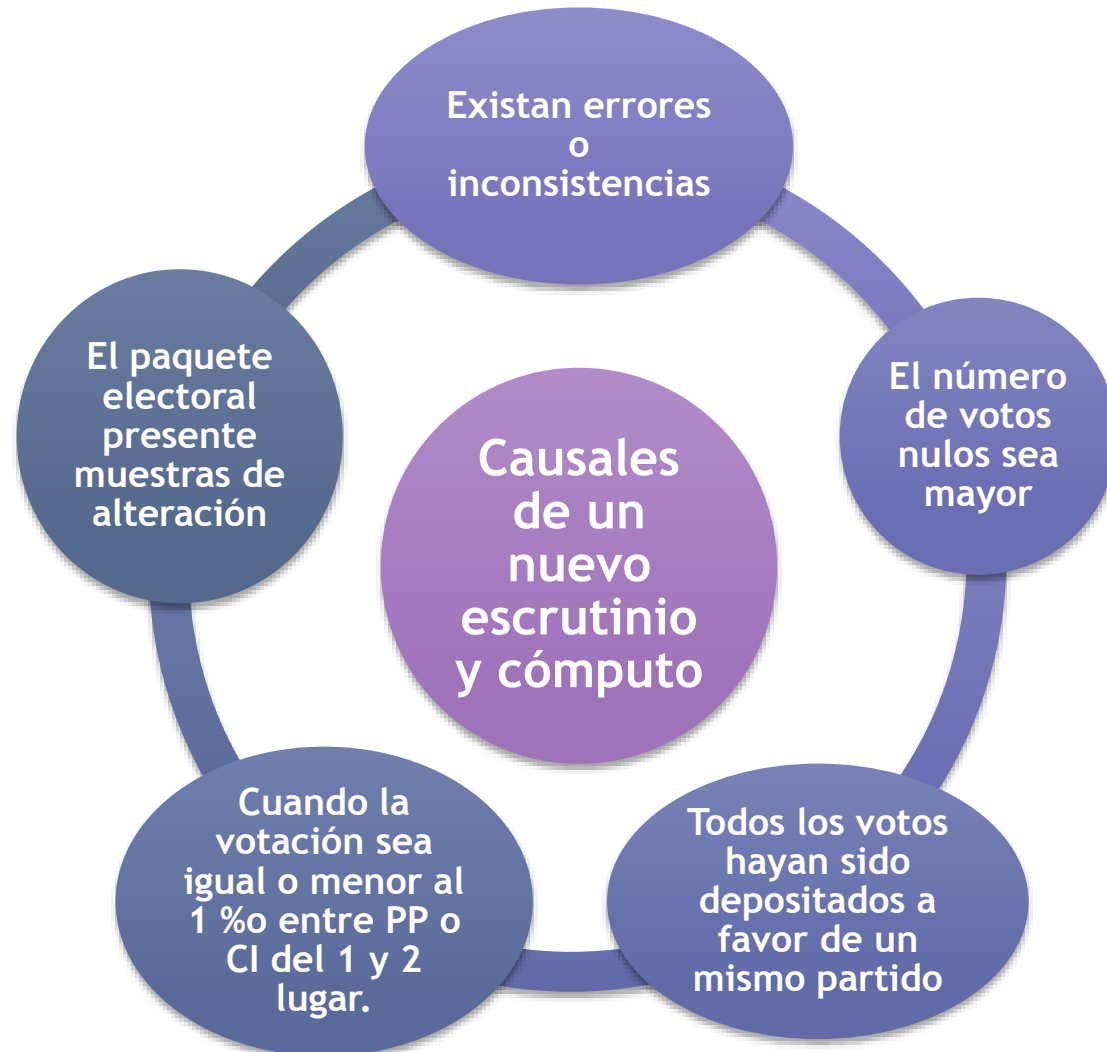 Existan errores
o
inconsistencias
El número
de votos
nulos sea
mayor
Todos los votos
hayan sido
depositados a
favor de un
mismo partido
Cuando la
votación sea
igual o menor al
1 %o entre PP o
CI del 1 y 2
lugar.
El paquete
electoral
presente
muestras de
alteración
Causales
de un
nuevo
escrutinio
y cómputo